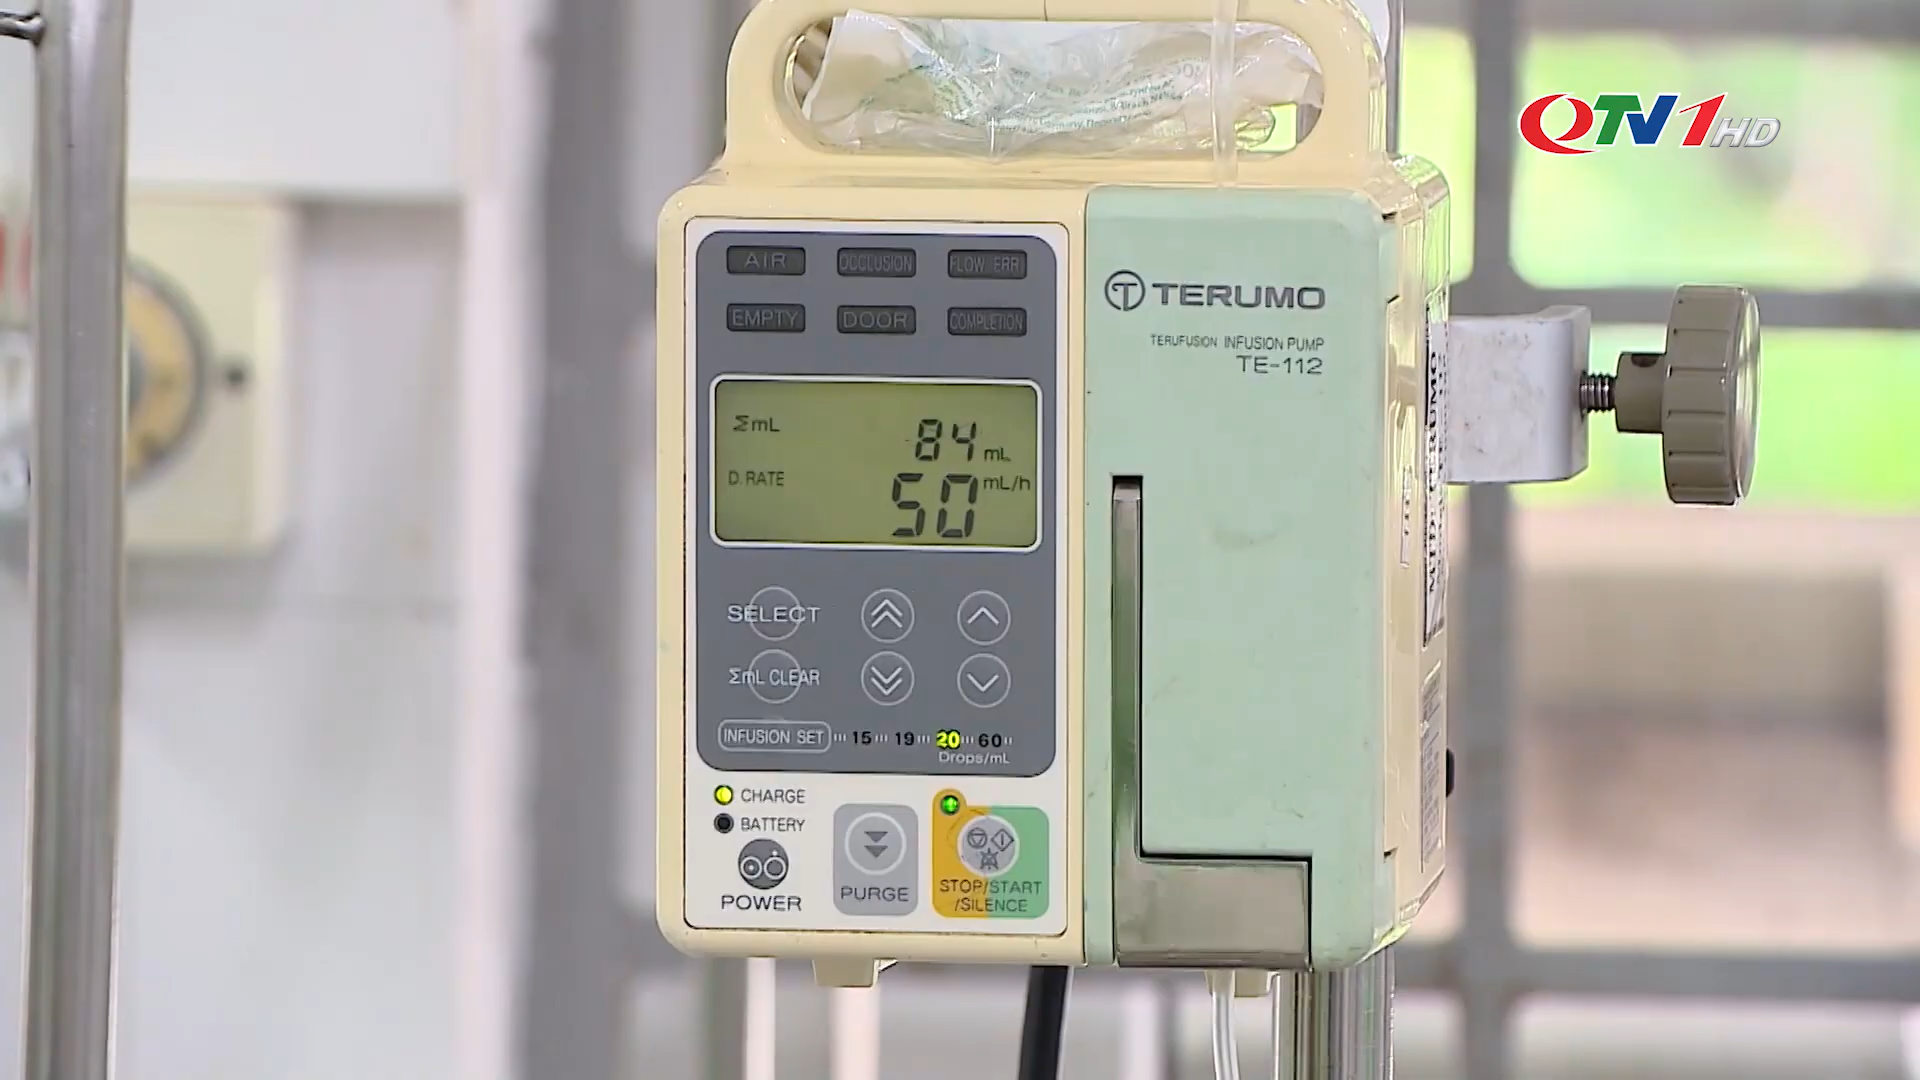 QTV1HD
AIR OCCLUSION FLOW ERR
EMPTY DOOR COMPLETION
TERUMO
TERUFUSION INFUSION PUMP
TE-112
ΣmL 84 mL
D.RATE 50 mL/h
SELECT
ΣmL CLEAR
INFUSION SET 15 19 20 60
Drops/mL
CHARGE
BATTERY
POWER
PURGE
STOP/START
/SILENCE
TERUMO